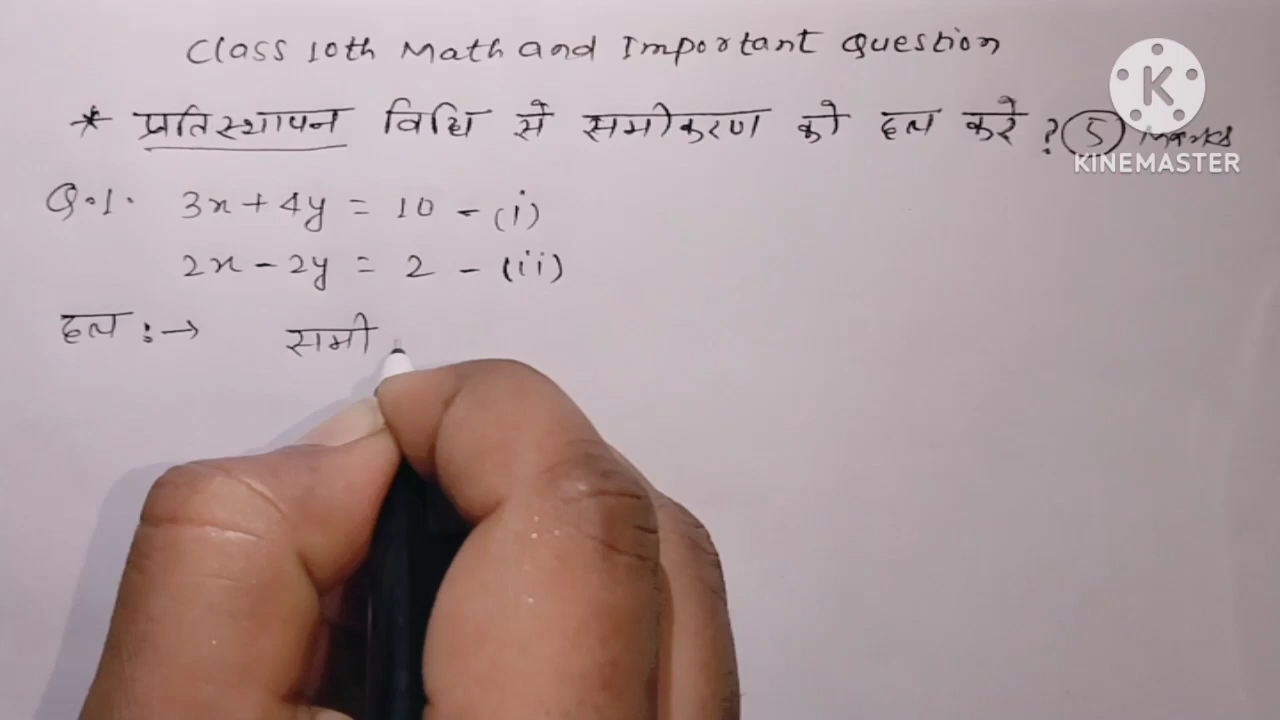 Class 10th Math and Important Question
* प्रतिस्थापन विधि से समीकरण को हल करे ? 5 Marks
KINEMASTER
Q.1. 3x + 4y = 10 - (i)
2x - 2y = 2 - (ii)
हल :→ समी